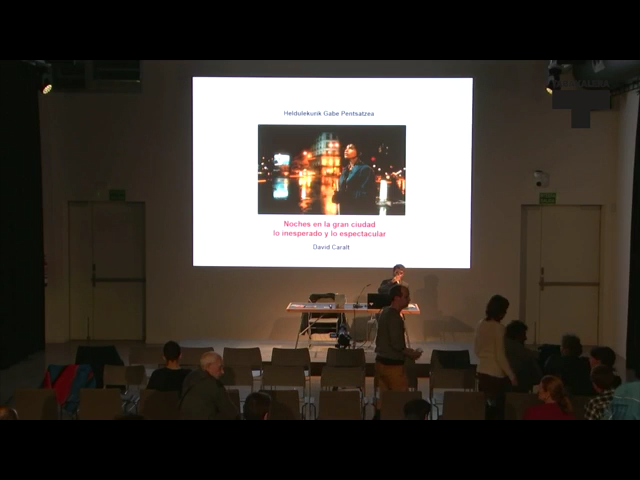 Heldulekurik Gabe Pentsatzea
Noches en la gran ciudad
lo inesperado y lo espectacular
David Caralt